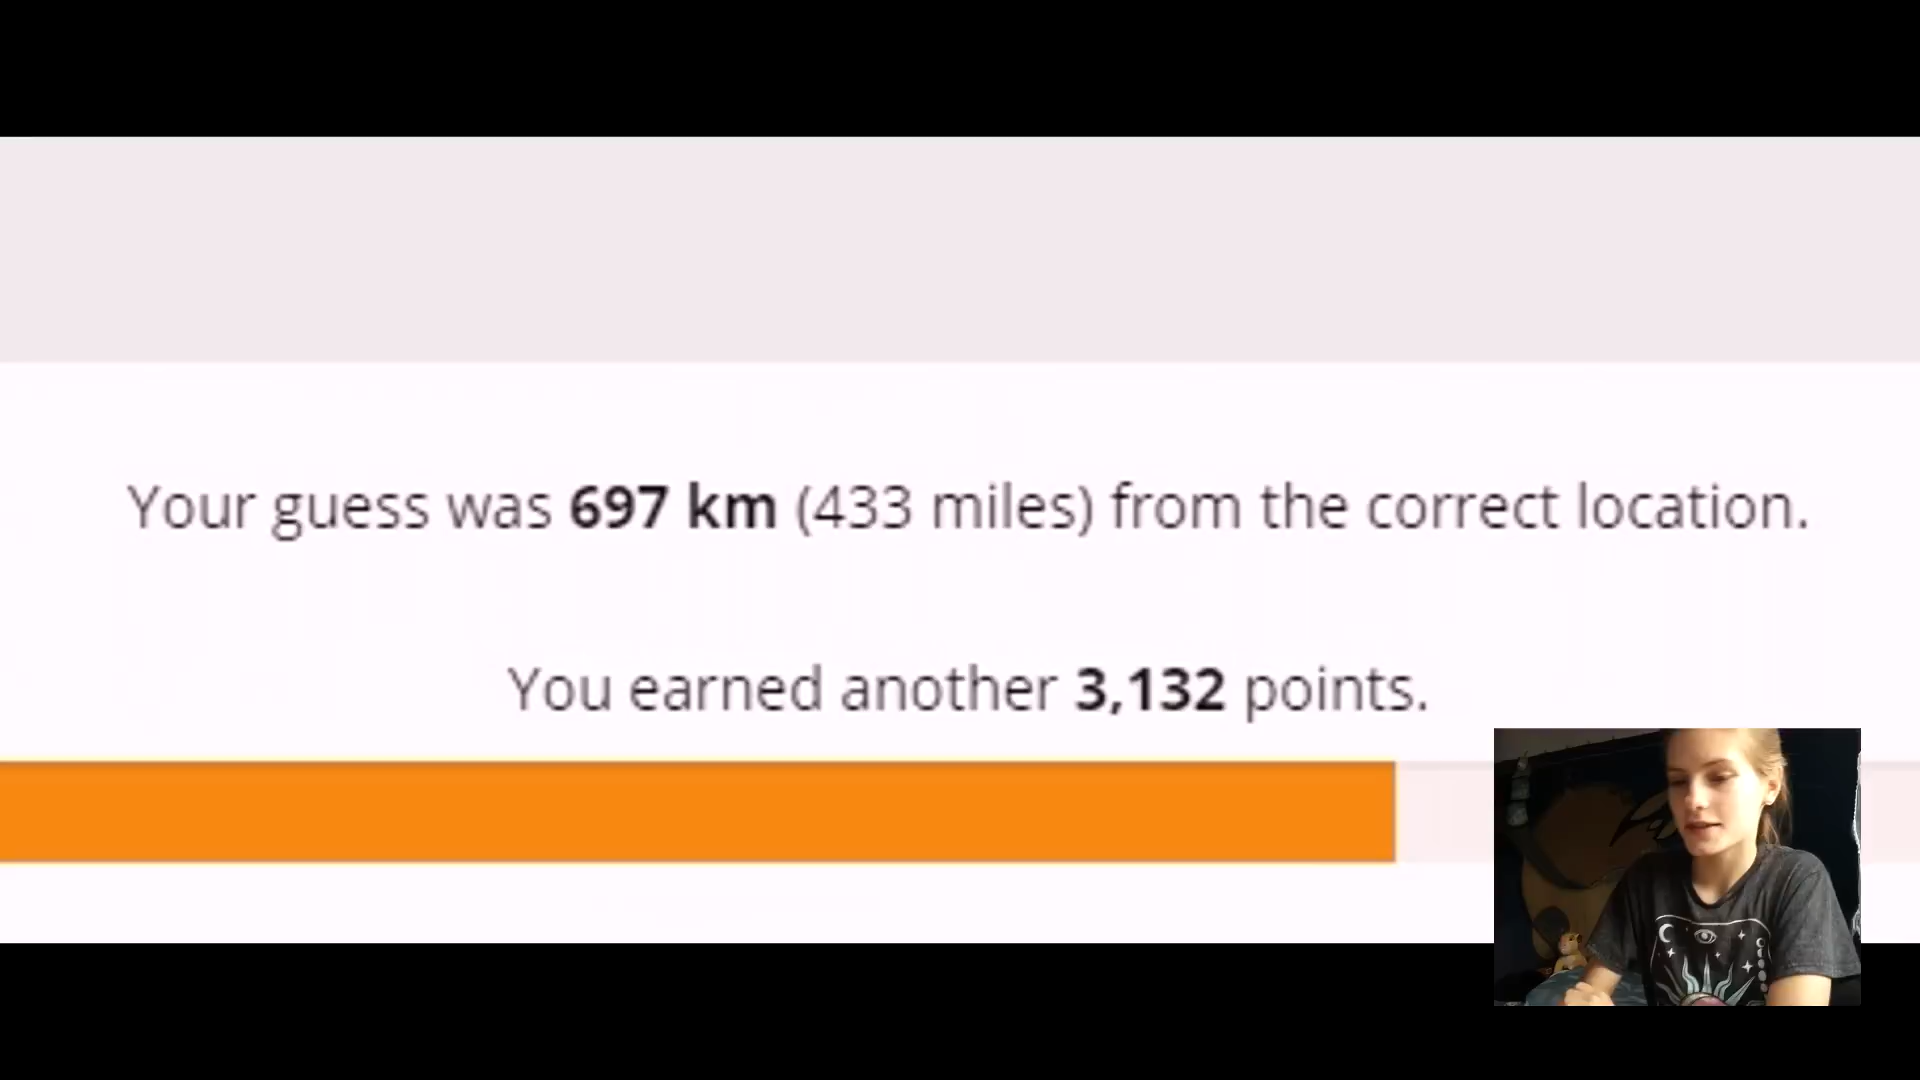 Your guess was 697 km (433 miles) from the correct location.
You earned another 3,132 points.